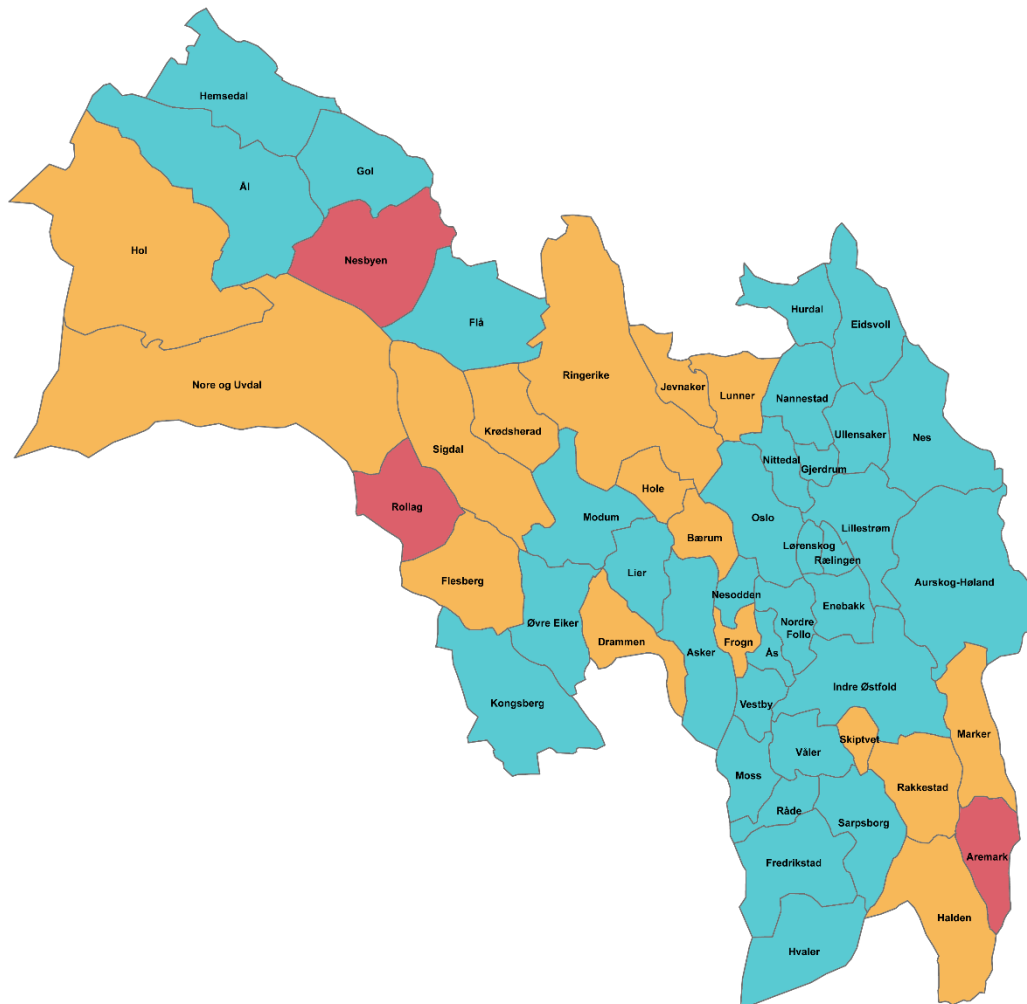 Hemsedal
Gol
Ål
Hol
Nesbyen
Flå
Hurdal
Eidsvoll
Nore og Uvdal
Ringerike
Jevnaker
Lunner
Nannestad
Krødsherad
Sigdal
Ullensaker
Nes
Nittedal
Gjerdrum
Hole
Rollag
Modum
Oslo
Lillestrøm
Bærum
Lørenskog
Rælingen
Lier
Flesberg
Aurskog-Høland
Nesodden
Enebakk
Øvre Eiker
Nordre
Follo
Drammen
Frogn
Ås
Asker
Indre Østfold
Kongsberg
Vestby
Skiptvet
Marker
Våler
Moss
Rakkestad
Råde
Sarpsborg
Fredrikstad
Aremark
Halden
Hvaler